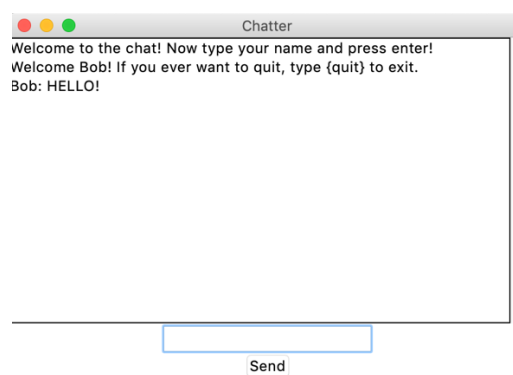 Chatter
Welcome to the chat! Now type your name and press enter!
Welcome Bob! If you ever want to quit, type {quit} to exit.
Bob: HELLO!
Send